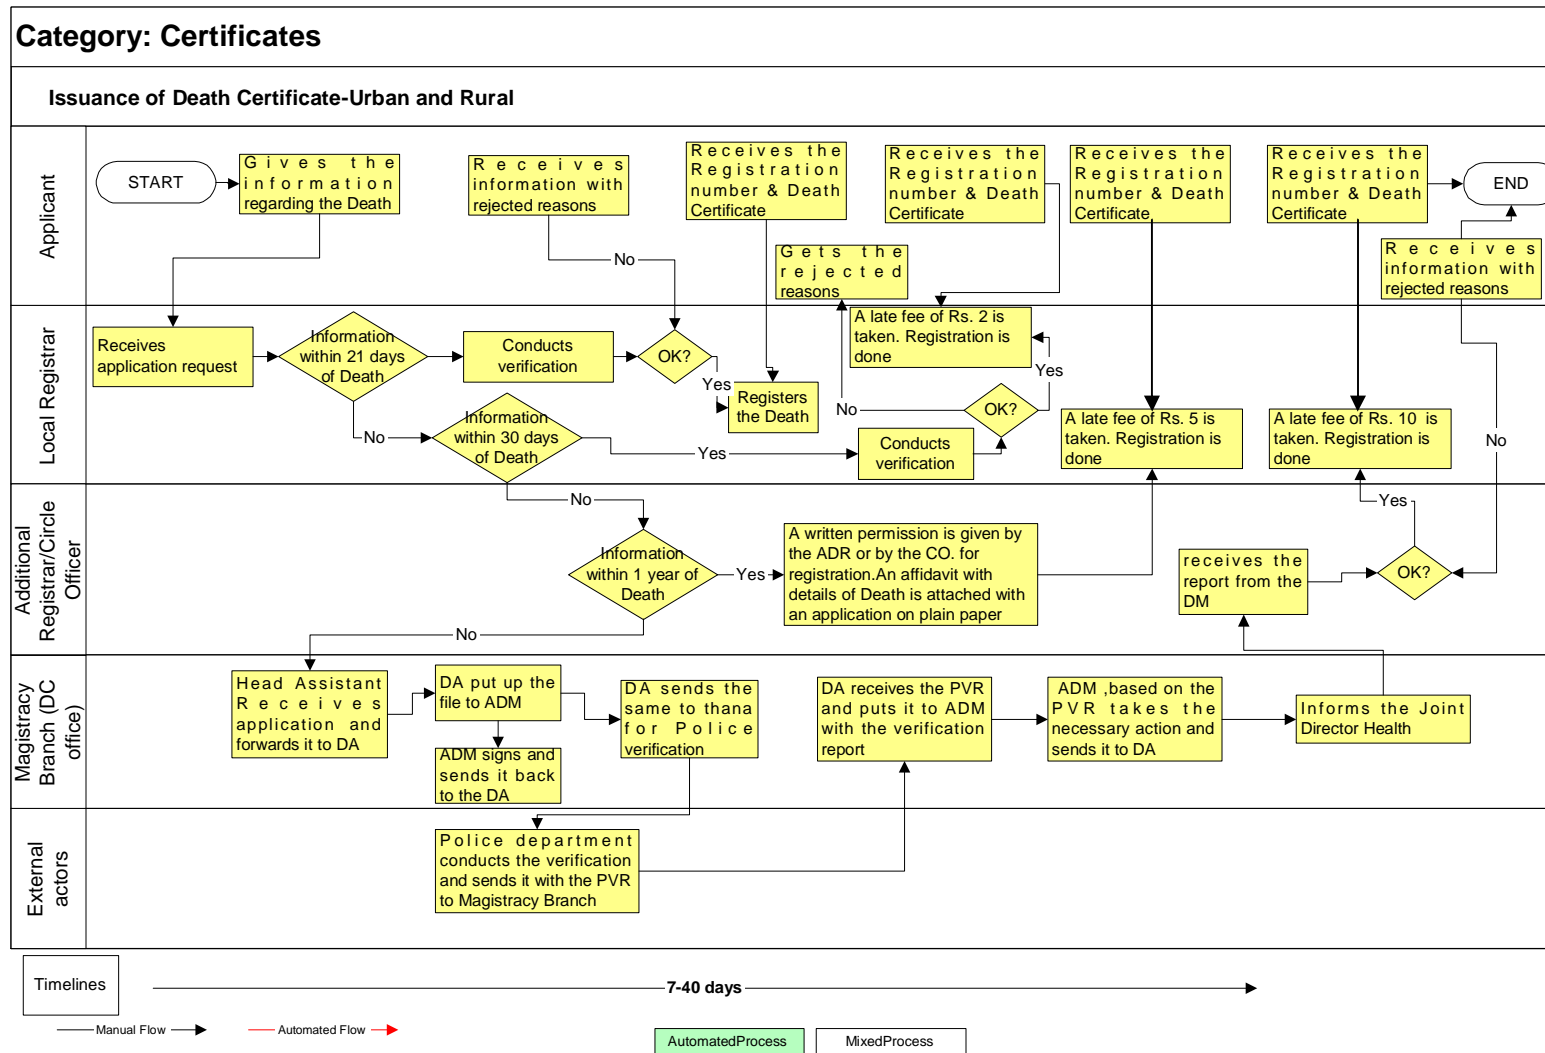 Category: Certificates
Issuance of Death Certificate-Urban and Rural
Applicant
START
Gives the
information
regarding the Death
Receives
information with
rejected reasons
Receives the
Registration
number & Death
Certificate
Receives the
Registration
number & Death
Certificate
Receives the
Registration
number & Death
Certificate
Receives the
Registration
number & Death
Certificate
END
No
Gets the
rejected
reasons
Receives
information with
rejected reasons
Local Registrar
Receives
application request
Information
within 21 days
of Death
Conducts
verification
OK?
Yes
Registers
the Death
A late fee of Rs. 2 is
taken. Registration is
done
Yes
No
OK?
No
Information
within 30 days
of Death
Yes
Conducts
verification
A late fee of Rs. 5 is
taken. Registration is
done
A late fee of Rs. 10 is
taken. Registration is
done
No
Additional
Registrar/Circle
Officer
No
Information
within 1 year of
Death
Yes
A written permission is given by
the ADR or by the CO. for
registration.An affidavit with
details of Death is attached with
an application on plain paper
receives the
report from the
DM
Yes
OK?
No
Magistracy
Branch (DC
office)
Head Assistant
Receives
application and
forwards it to DA
DA put up the
file to ADM
ADM signs and
sends it back
to the DA
DA sends the
same to thana
for Police
verification
DA receives the PVR
and puts it to ADM
with the verification
report
ADM ,based on the
PVR takes the
necessary action and
sends it to DA
Informs the Joint
Director Health
External
actors
Police department
conducts the verification
and sends it with the PVR
to Magistracy Branch
Timelines
7-40 days
Manual Flow
Automated Flow
AutomatedProcess
MixedProcess